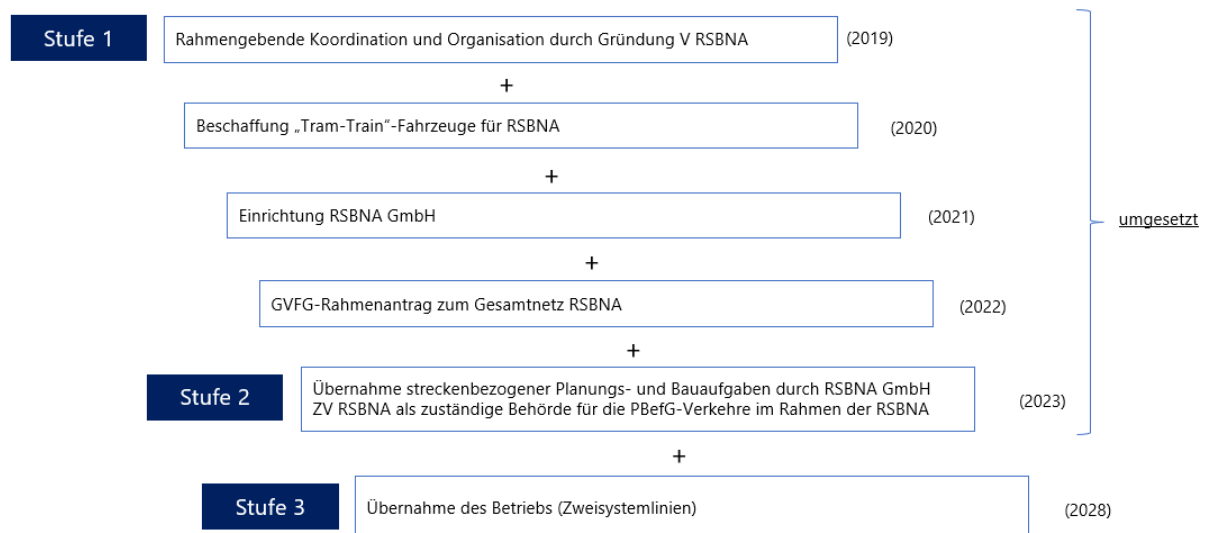 Stufe 1
Rahmengebende Koordination und Organisation durch Gründung V RSBNA
(2019)
+
Beschaffung „Tram-Train“-Fahrzeuge für RSBNA
(2020)
+
Einrichtung RSBNA GmbH
(2021)
umgesetzt
+
GVFG-Rahmenantrag zum Gesamtnetz RSBNA
(2022)
+
Stufe 2
Übernahme streckenbezogener Planungs- und Bauaufgaben durch RSBNA GmbH
ZV RSBNA als zuständige Behörde für die PBefG-Verkehre im Rahmen der RSBNA
(2023)
+
Stufe 3
Übernahme des Betriebs (Zweisystemlinien)
(2028)